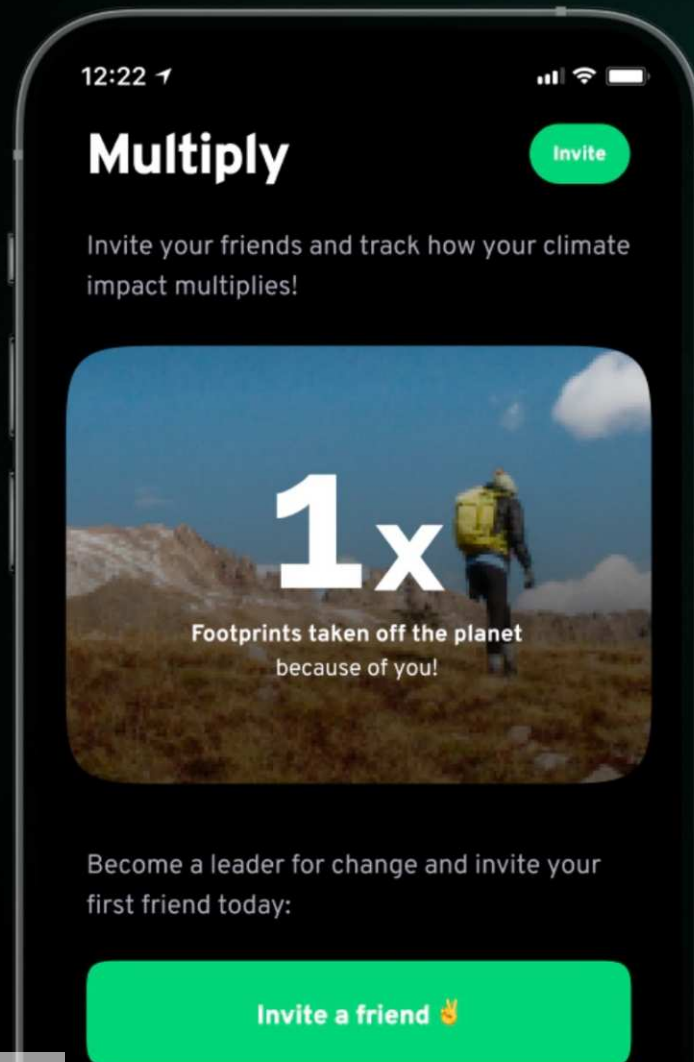 12:22
Multiply
Invite
Invite your friends and track how your climate
impact multiplies!
1x
Footprints taken off the planet
because of you!
Become a leader for change and invite your
first friend today:
Invite a friend ✌️